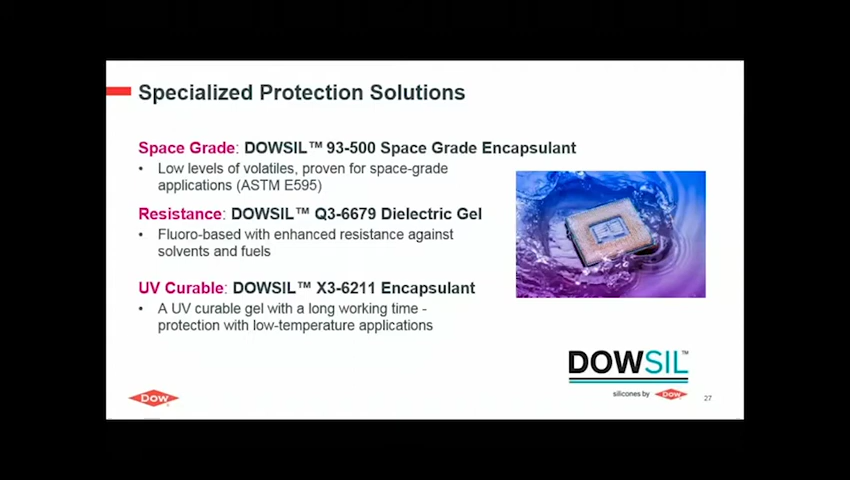 Specialized Protection Solutions
Space Grade: DOWSIL™ 93-500 Space Grade Encapsulant
• Low levels of volatiles, proven for space-grade
applications (ASTM E595)
Resistance: DOWSIL™ Q3-6679 Dielectric Gel
• Fluoro-based with enhanced resistance against
solvents and fuels
UV Curable: DOWSIL™ X3-6211 Encapsulant
• A UV curable gel with a long working time -
protection with low-temperature applications
DOWSIL™
silicones by Dow
Dow
27